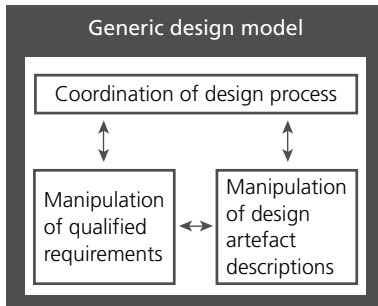 Generic design model
Coordination of design process
Manipulation
of qualified
requirements
Manipulation
of design
artefact
descriptions